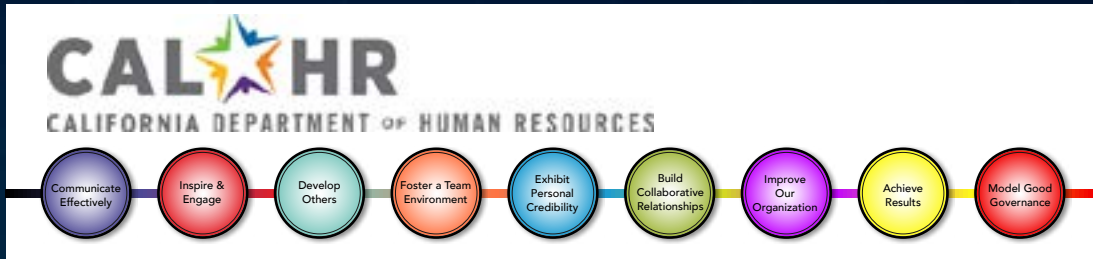 CAL HR
CALIFORNIA DEPARTMENT OF HUMAN RESOURCES
Communicate
Effectively
Inspire &
Engage
Develop
Others
Foster a Team
Environment
Exhibit
Personal
Credibility
Build
Collaborative
Relationships
Improve
Our
Organization
Achieve
Results
Model Good
Governance